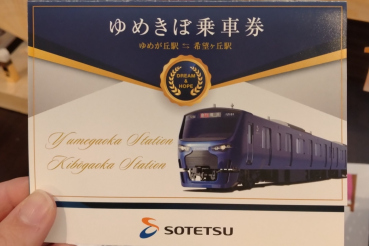 ゆめきぼ乗車券
ゆめが丘駅 ⇋ 希望ヶ丘駅
DREAM
&
HOPE
Yumegaoka Station
Kibogaoka Station
SOTETSU